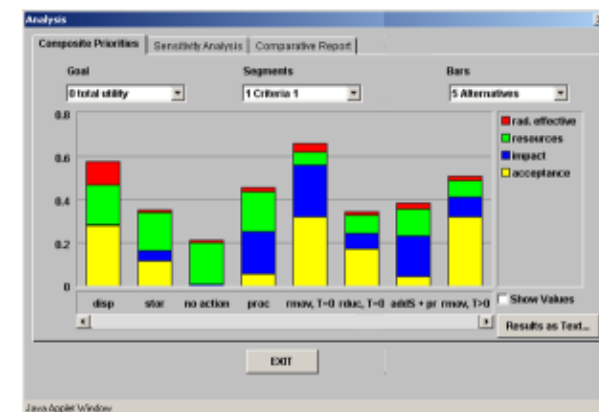 Analysis
Composite Priorities Sensitivity Analysis Comparative Report
Goal Segments Bars
0 total utility 1 Criteria 1 5 Alternatives
0.8
0.6
0.4
0.2
0
rad. effective
resources
impact
acceptance
disp stor no action proc rmov, T=0 rduc, T=0 addS + pr rmov, T>0
Show Values
Results as Text...
EXIT
Java Applet Window